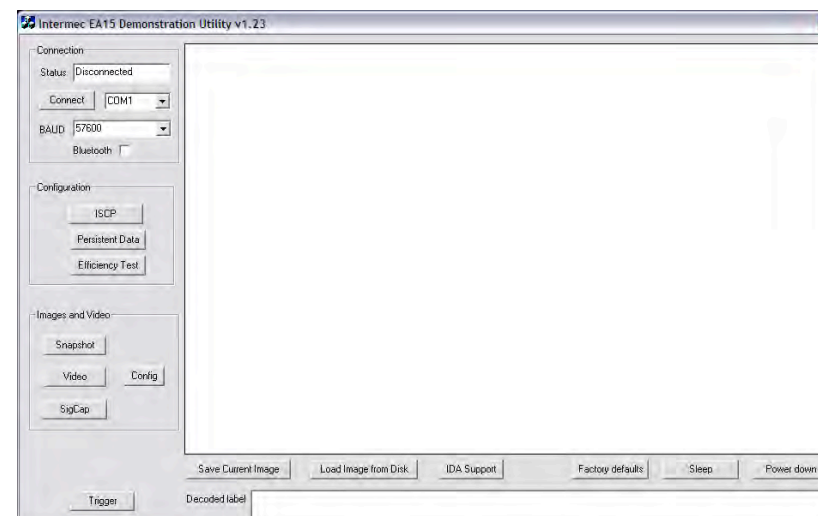 Intermec EA15 Demonstration Utility v1.23
Connection
Status Disconnected
Connect COM1
BAUD 57600
Bluetooth
Configuration
ISCP
Persistent Data
Efficiency Test
Images and Video
Snapshot
Video Config
SigCap
Save Current Image Load Image from Disk IDA Support Factory defaults Sleep Power down
Trigger Decoded label